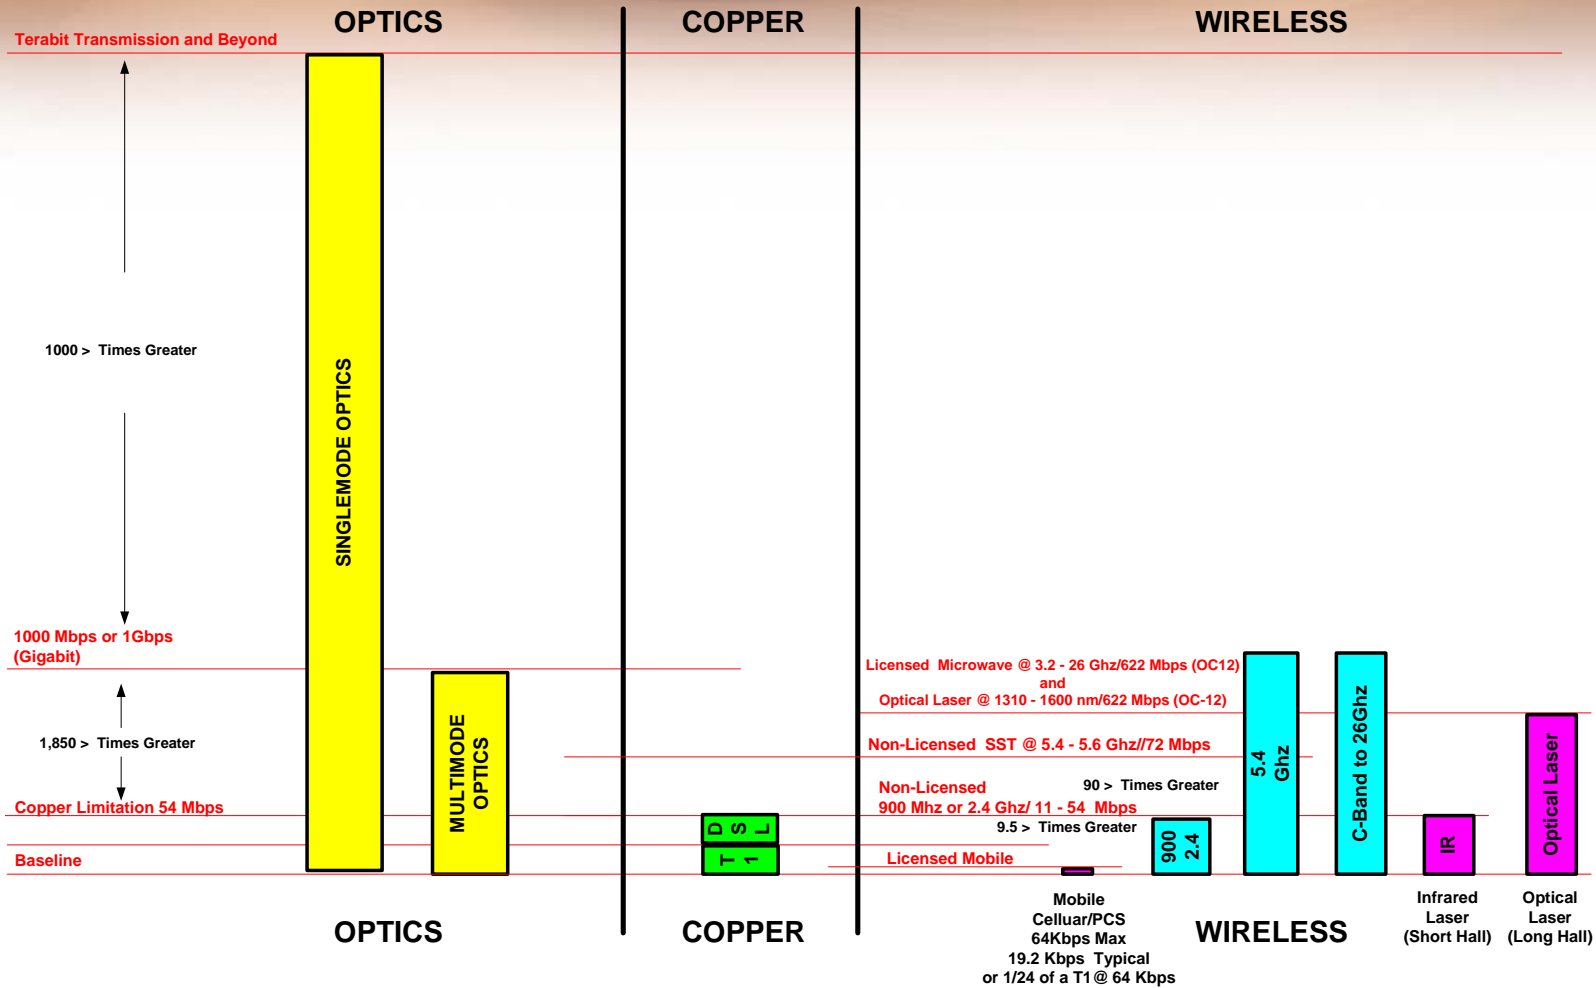 OPTICS
COPPER
WIRELESS
Terabit Transmission and Beyond
1000 > Times Greater
SINGLEMODE OPTICS
1000 Mbps or 1Gbps
(Gigabit)
1,850 > Times Greater
Copper Limitation 54 Mbps
Baseline
MULTIMODE
OPTICS
D S L
T 1
Licensed Microwave @ 3.2 - 26 Ghz/622 Mbps (OC12)
and
Optical Laser @ 1310 - 1600 nm/622 Mbps (OC-12)
Non-Licensed SST @ 5.4 - 5.6 Ghz//72 Mbps
Non-Licensed
900 Mhz or 2.4 Ghz/ 11 - 54 Mbps
90 > Times Greater
9.5 > Times Greater
Licensed Mobile
900
2.4
5.4
Ghz
C-Band to 26Ghz
IR
Optical Laser
Mobile
Celluar/PCS
64Kbps Max
19.2 Kbps Typical
or 1/24 of a T1 @ 64 Kbps
Infrared
Laser
(Short Hall)
Optical
Laser
(Long Hall)
OPTICS
COPPER
WIRELESS